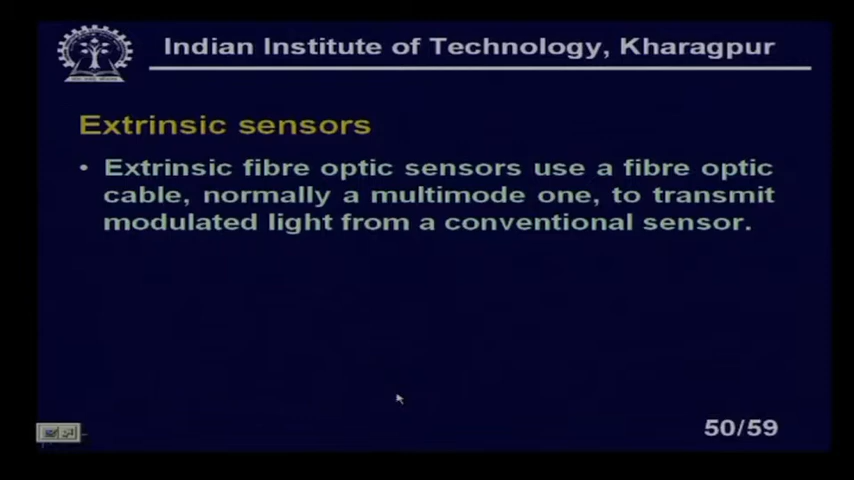 Indian Institute of Technology, Kharagpur
Extrinsic sensors
• Extrinsic fibre optic sensors use a fibre optic
cable, normally a multimode one, to transmit
modulated light from a conventional sensor.
50/59